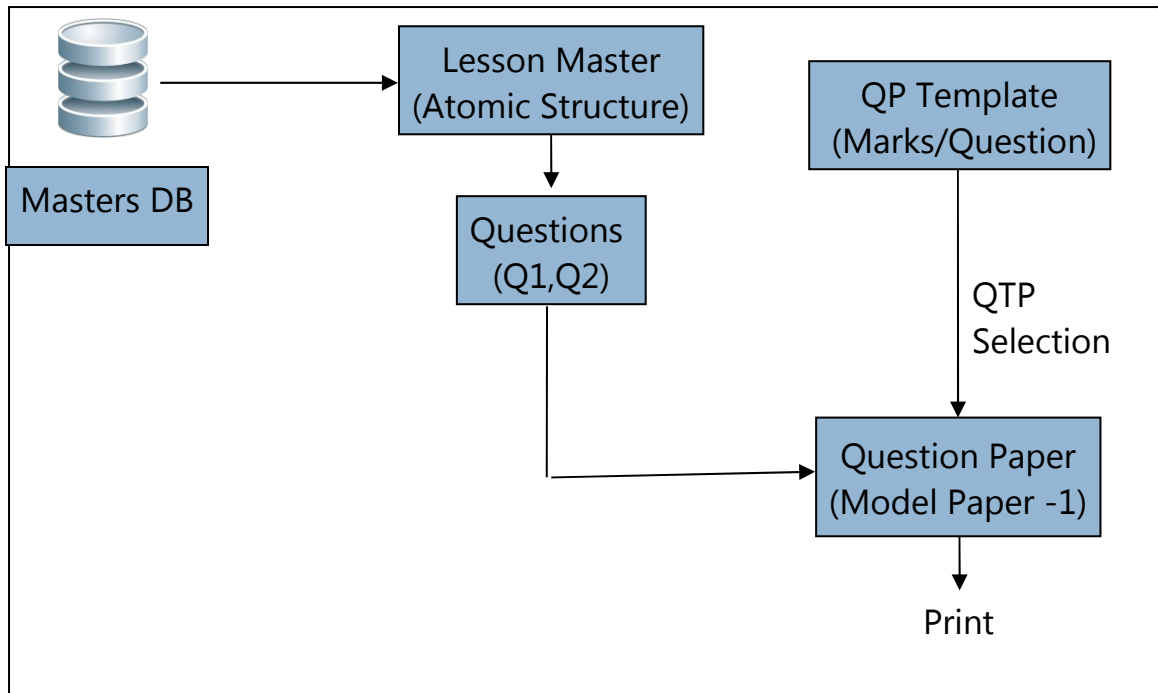 Lesson Master
(Atomic Structure)
QP Template
(Marks/Question)
Masters DB
Questions
(Q1,Q2)
QTP
Selection
Question Paper
(Model Paper -1)
Print